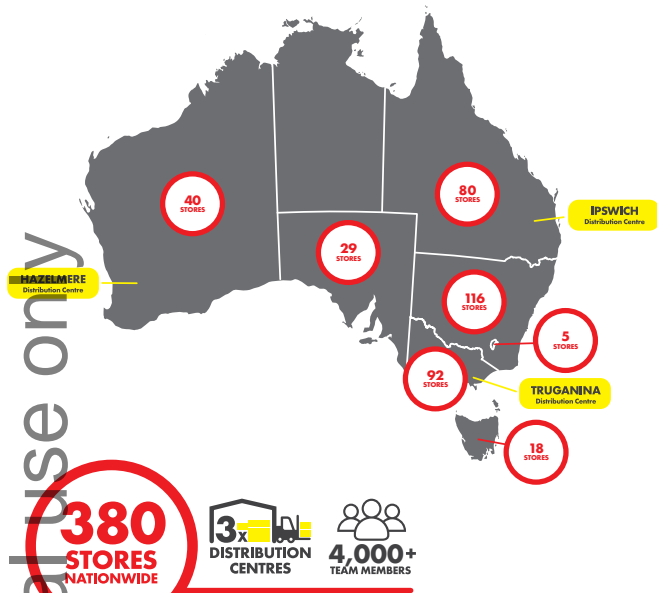 40
STORES
80
STORES
IPSWICH
Distribution Centre
29
STORES
HAZELMERE
Distribution Centre
116
STORES
5
STORES
92
STORES
TRUGANINA
Distribution Centre
18
STORES
380
STORES
NATIONWIDE
3x
DISTRIBUTION
CENTRES
4,000+
TEAM MEMBERS
al use only